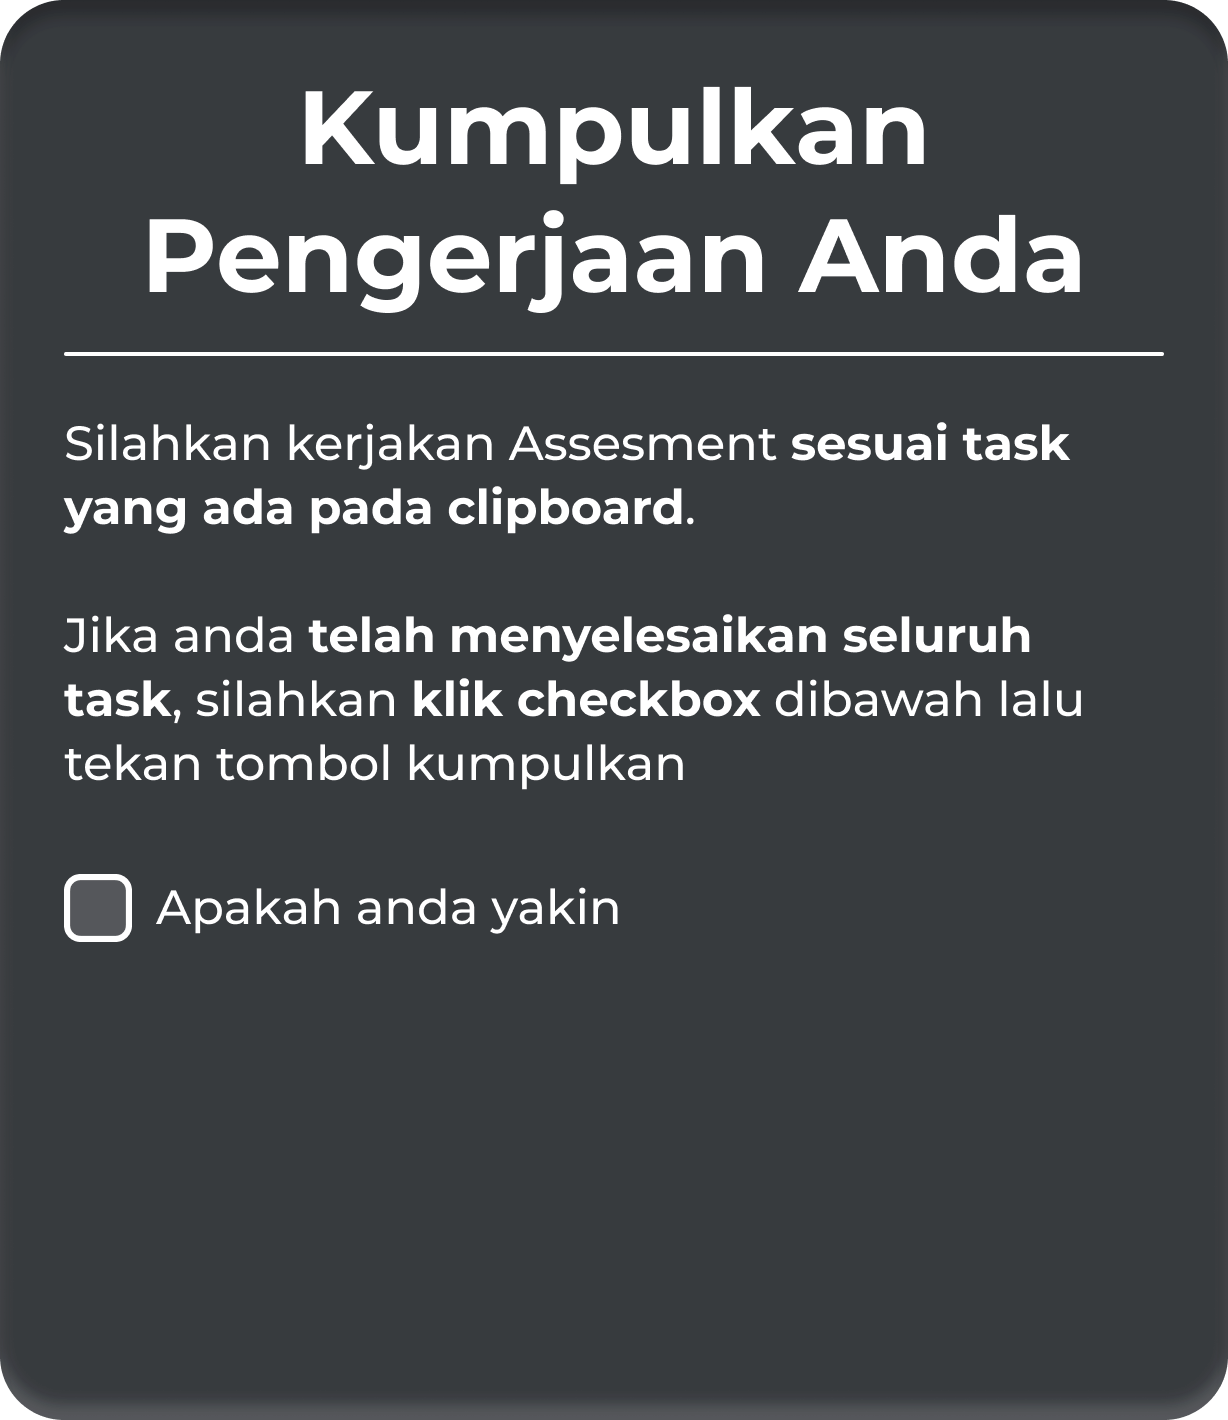 Kumpulkan
Pengerjaan Anda
Silahkan kerjakan Assesment sesuai task
yang ada pada clipboard.
Jika anda telah menyelesaikan seluruh
task, silahkan klik checkbox dibawah lalu
tekan tombol kumpulkan
Apakah anda yakin